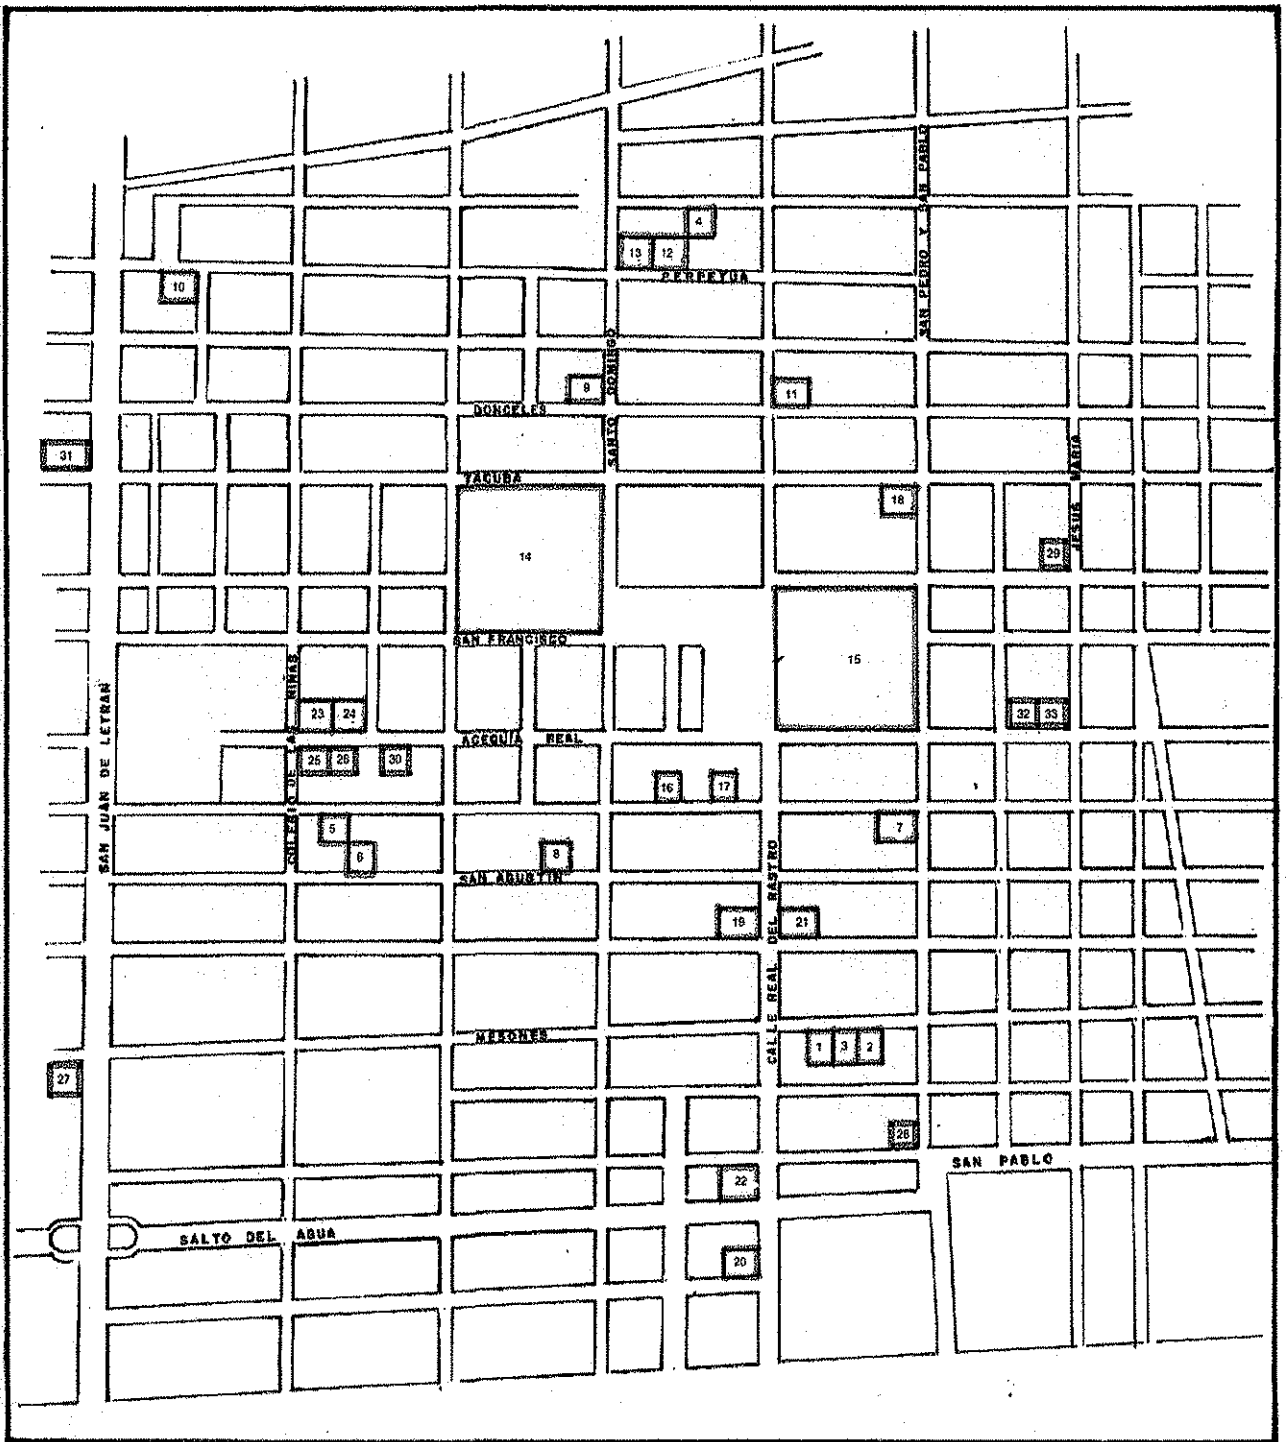 SAN PEDRO Y SAN PABLO
4
13 12
PERPETUA
10
SANTO DOMINGO
9
11
DONCELES
31
JESUS MARIA
TACUBA
18
14
29
SAN FRANCISCO
15
SAN JUAN DE LETRAN
COLEGIO DE LAS NIÑAS
23 24
32 33
ACEQUIA REAL
25 26 30
16 17
5
7
6
8
SAN AGUSTIN
CALLE REAL DEL RASTRO
19 21
MESONES
1 3 2
27
28
SAN PABLO
22
SALTO DEL AGUA
20